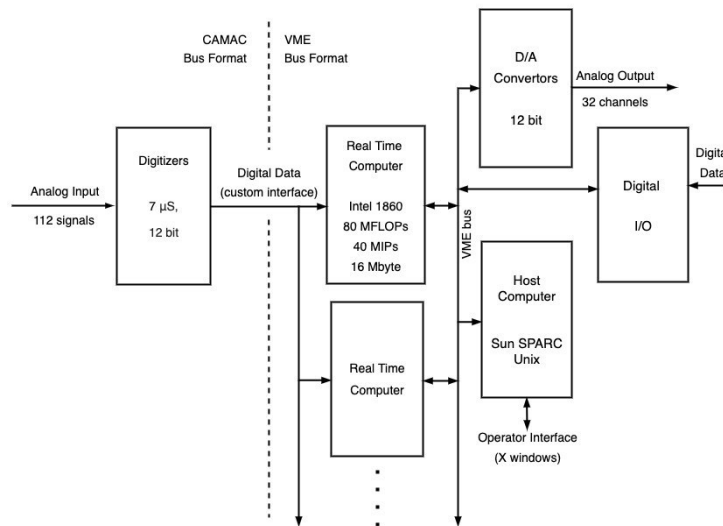 CAMAC
Bus Format
VME
Bus Format
D/A
Convertors
12 bit
Analog Output
32 channels
Digitizers
7 µS,
12 bit
Analog Input
112 signals
Digital Data
(custom interface)
Real Time
Computer
Intel 1860
80 MFLOPs
40 MIPs
16 Mbyte
VME bus
Digital
I/O
Digital
Data
Host
Computer
Sun SPARC
Unix
Real Time
Computer
Operator Interface
(X windows)